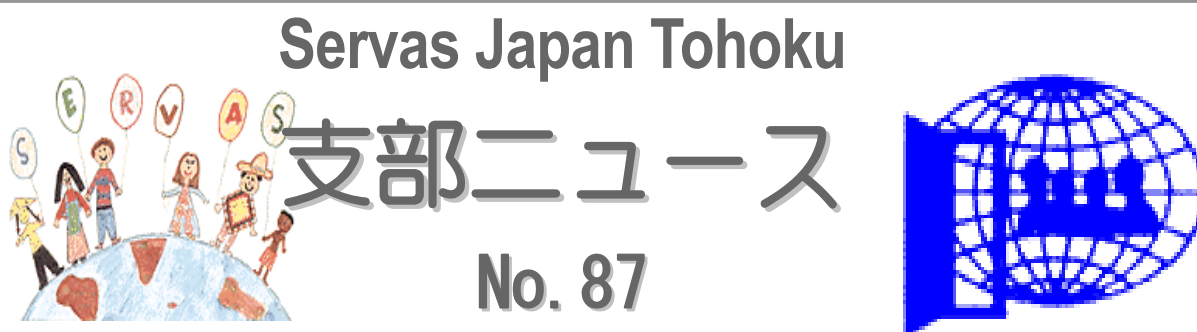 Servas Japan Tohoku
S E R V A S
支部ニュース
No. 87